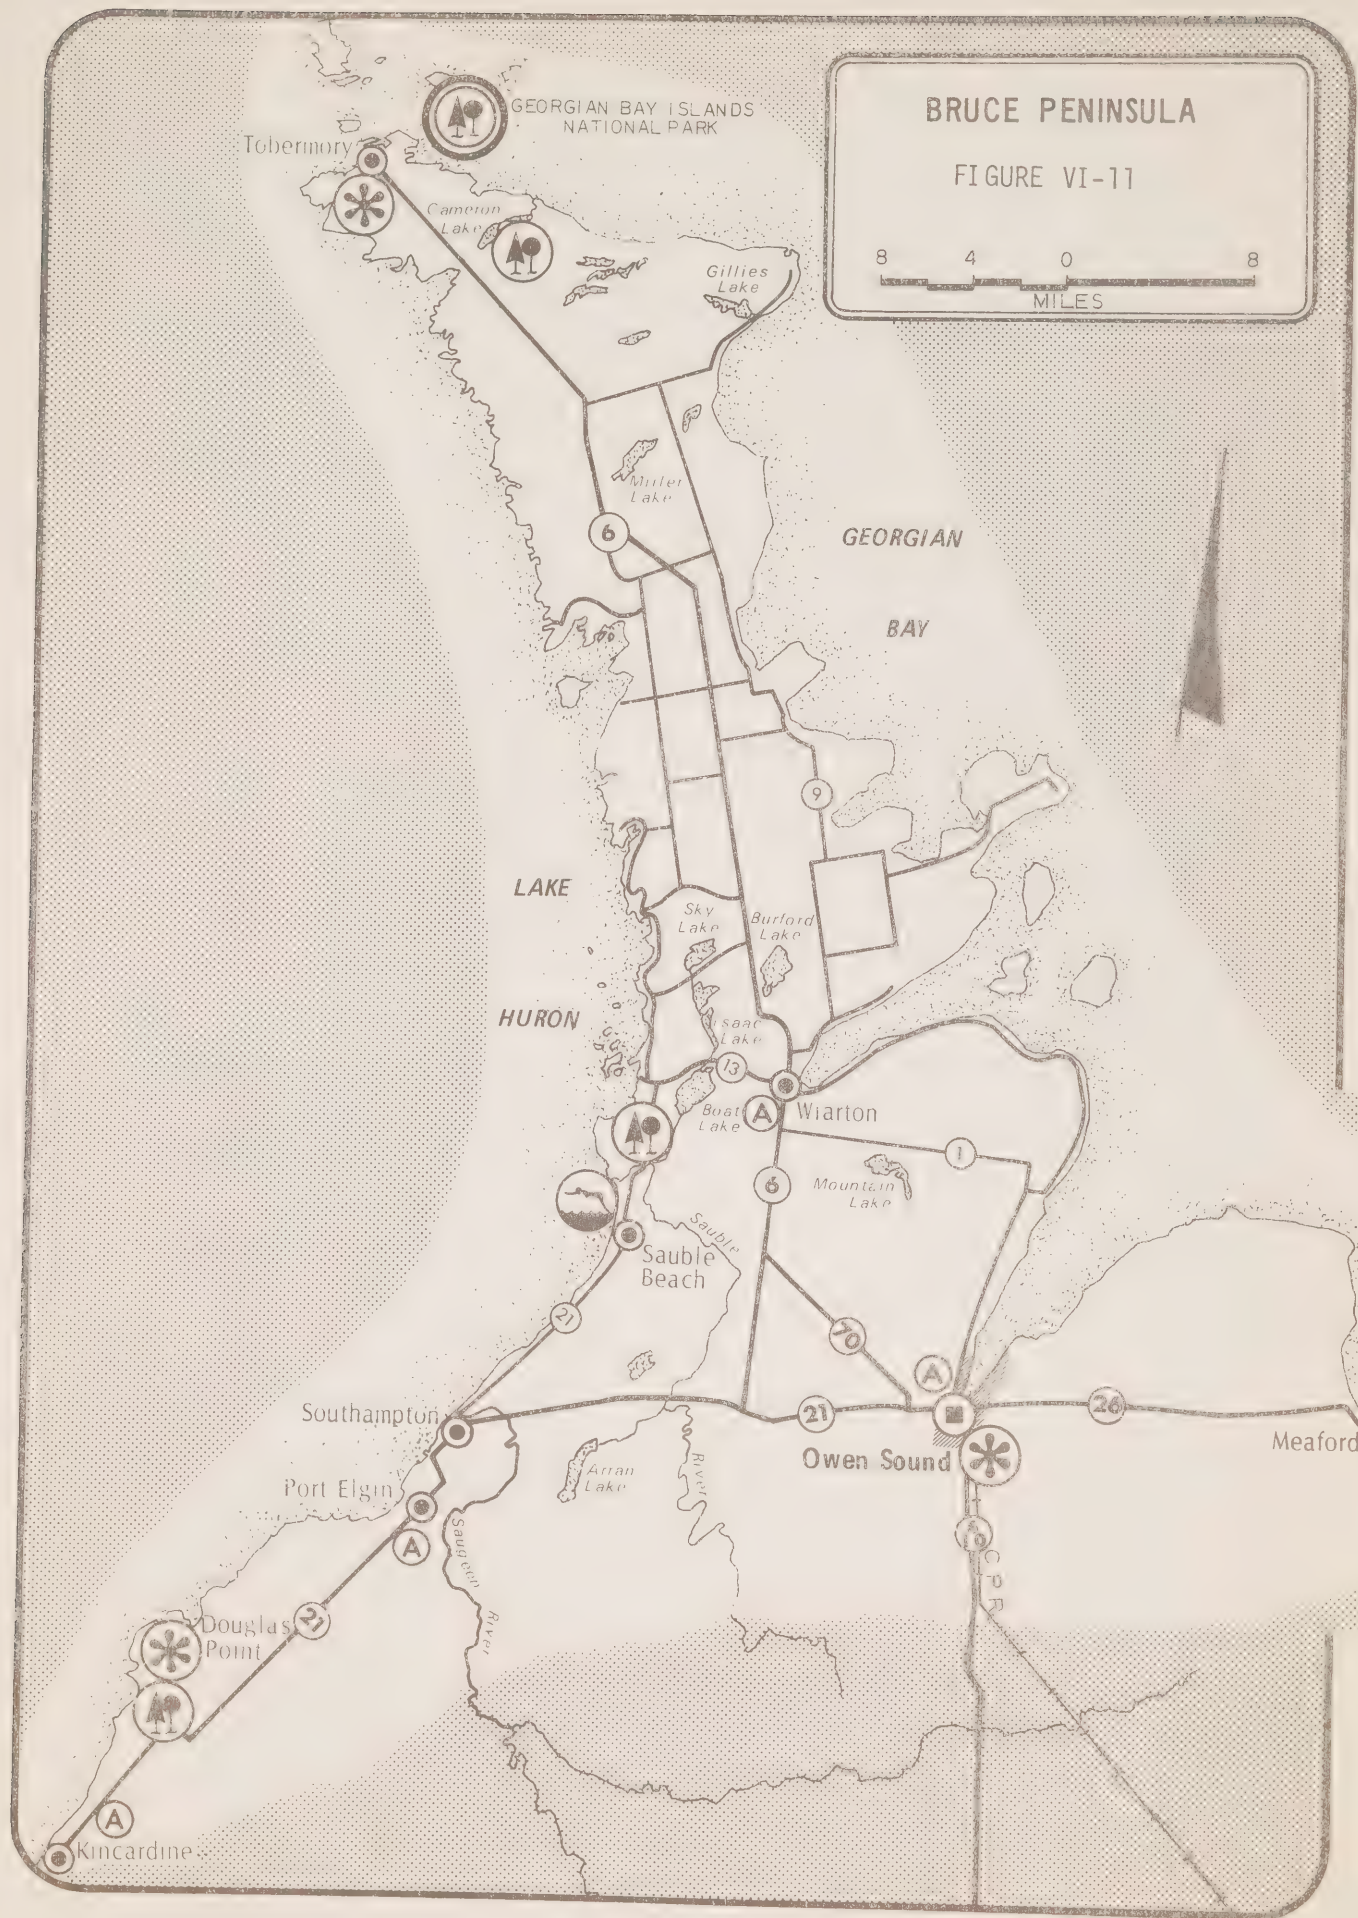 BRUCE PENINSULA
FIGURE VI-11
8 4 0 8
MILES
GEORGIAN BAY ISLANDS
NATIONAL PARK
Tobermory
Cameron
Lake
Gillies
Lake
Miller
Lake
6
GEORGIAN
BAY
9
LAKE
HURON
Sky
Lake
Burford
Lake
Isaac
Lake
13
Boat
Lake
A
Wiarton
1
6
Mountain
Lake
Sauble
Sauble
Beach
21
70
A
Southampton
21
26
Meaford
Owen Sound
Arran
Lake
River
Port Elgin
A
Saugeen
River
10
C.P.R.
Douglas
Point
21
A
Kincardine